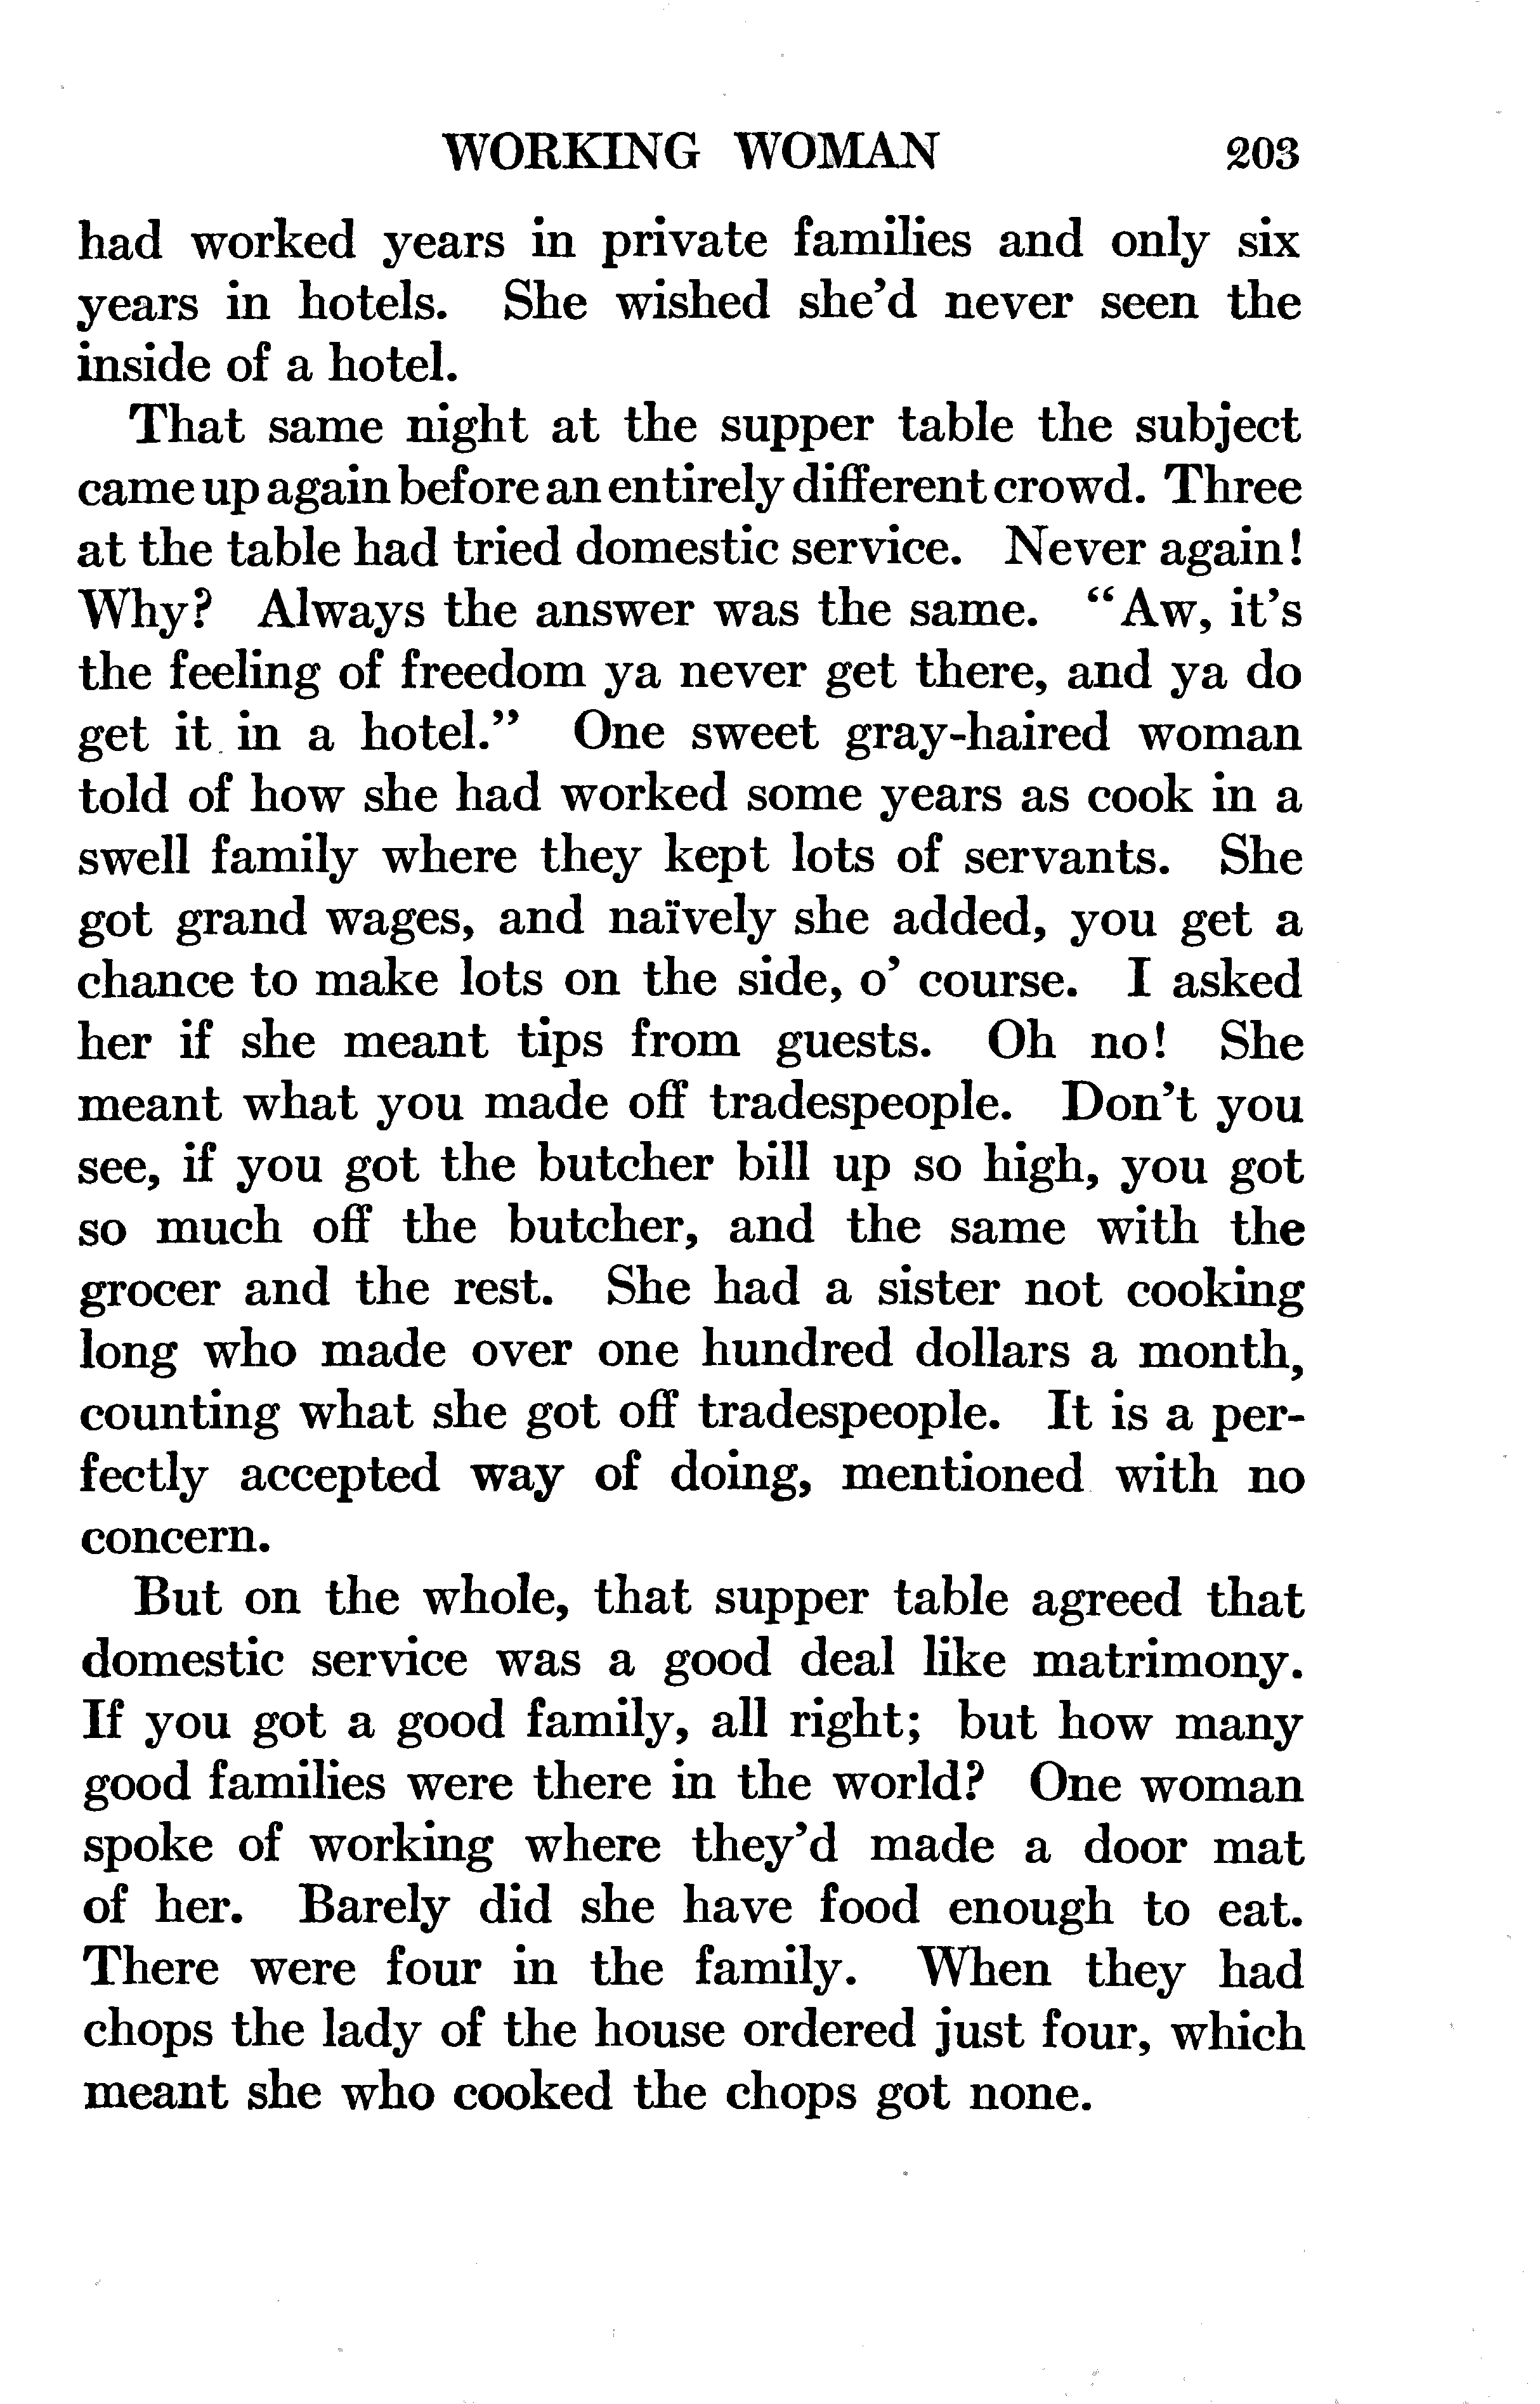 WORKING WOMAN 203
had worked years in private families and only six
years in hotels. She wished she'd never seen the
inside of a hotel.
That same night at the supper table the subject
came up again before an entirely different crowd. Three
at the table had tried domestic service. Never again!
Why? Always the answer was the same. "Aw, it's
the feeling of freedom ya never get there, and ya do
get it in a hotel." One sweet gray-haired woman
told of how she had worked some years as cook in a
swell family where they kept lots of servants. She
got grand wages, and naïvely she added, you get a
chance to make lots on the side, o' course. I asked
her if she meant tips from guests. Oh no! She
meant what you made off tradespeople. Don't you
see, if you got the butcher bill up so high, you got
so much off the butcher, and the same with the
grocer and the rest. She had a sister not cooking
long who made over one hundred dollars a month,
counting what she got off tradespeople. It is a per-
fectly accepted way of doing, mentioned with no
concern.
But on the whole, that supper table agreed that
domestic service was a good deal like matrimony.
If you got a good family, all right; but how many
good families were there in the world? One woman
spoke of working where they'd made a door mat
of her. Barely did she have food enough to eat.
There were four in the family. When they had
chops the lady of the house ordered just four, which
meant she who cooked the chops got none.